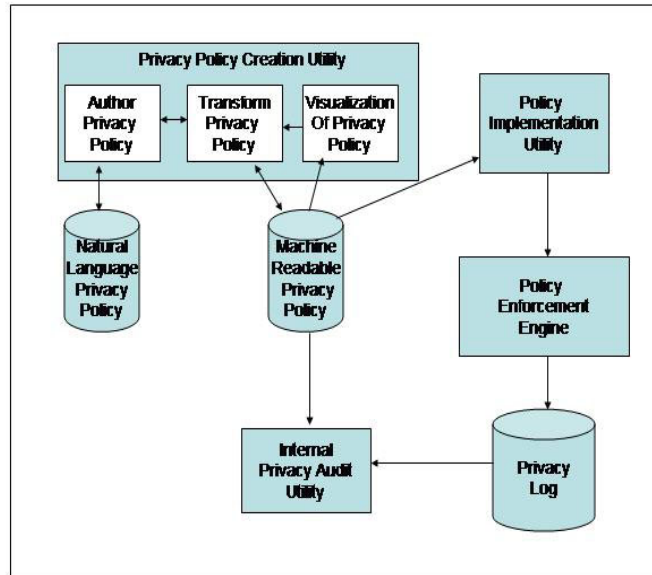 Privacy Policy Creation Utility
Author
Privacy
Policy
Transform
Privacy
Policy
Visualization
Of Privacy
Policy
Policy
Implementation
Utility
Natural
Language
Privacy
Policy
Machine
Readable
Privacy
Policy
Policy
Enforcement
Engine
Internal
Privacy Audit
Utility
Privacy
Log